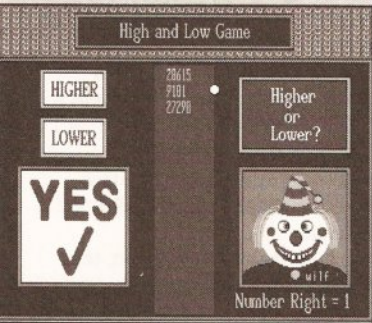 High and Low Game
HIGHER
LOWER
YES
28615
9181
27290
Higher
or
Lower?
wilf
Number Right = 1